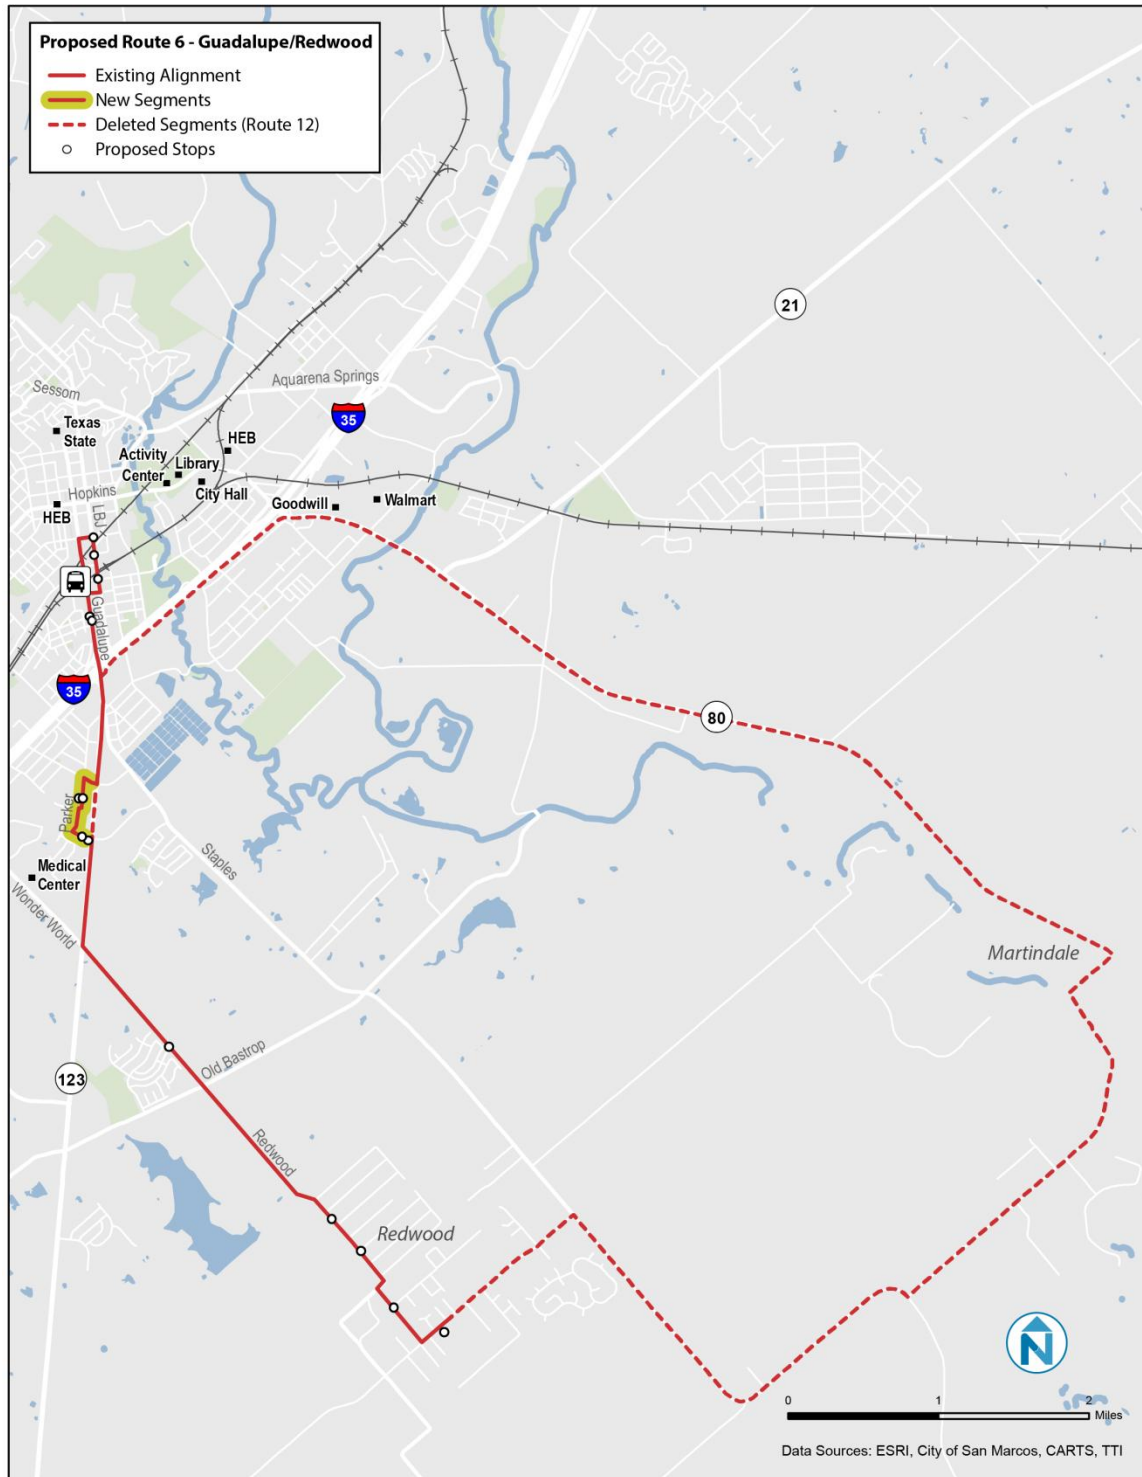 Proposed Route 6 - Guadalupe/Redwood
Existing Alignment
New Segments
Deleted Segments (Route 12)
Proposed Stops
21
Sessom
Aquarena Springs
35
Texas
State
HEB
Activity
Center
Library
City Hall
Hopkins
HEB
LBJ
Goodwill
Walmart
Guadalupe
35
80
Parker
Staples
Medical
Center
Wonder World
Martindale
Old Bastrop
123
Redwood
Redwood
N
0
1
2
Miles
Data Sources: ESRI, City of San Marcos, CARTS, TTI